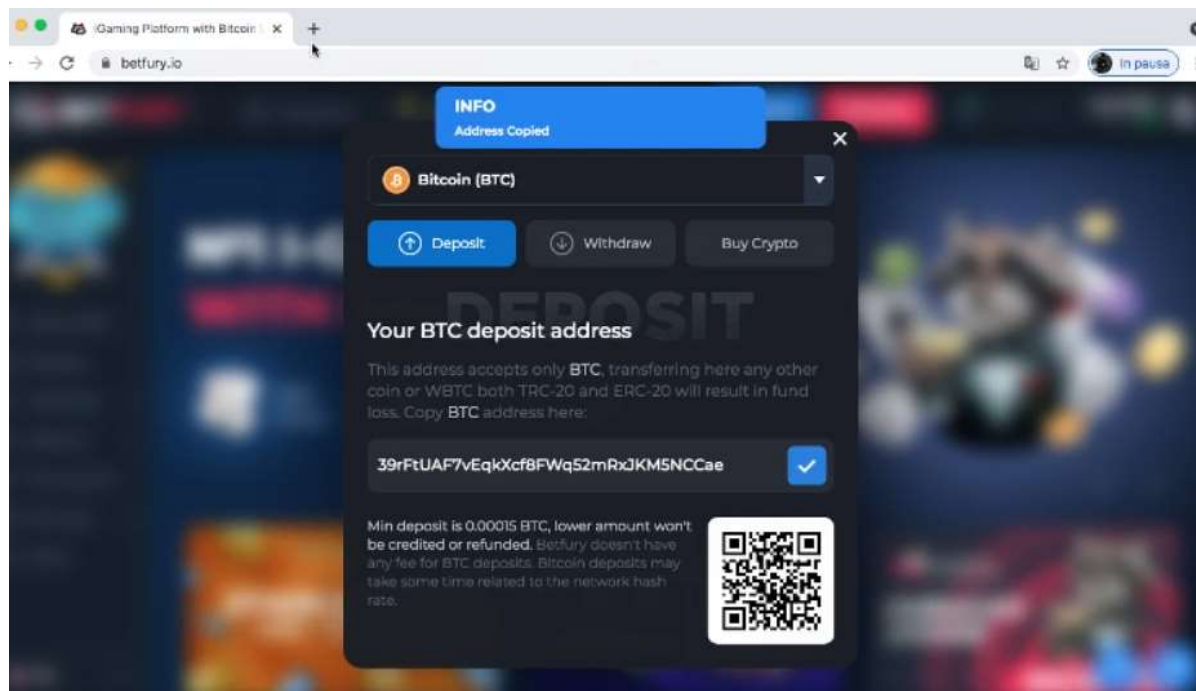 iGaming Platform with Bitcoin
betfury.io
In pausa
INFO
Address Copied
Bitcoin (BTC)
Deposit
Withdraw
Buy Crypto
DEPOSIT
Your BTC deposit address
This address accepts only BTC, transferring here any other
coin or WBTC both TRC-20 and ERC-20 will result in fund
loss. Copy BTC address here:
39rFtUAF7vEqkXcf8FWq52mRxJKM5NCCae
Min deposit is 0.00015 BTC, lower amount won't
be credited or refunded. Betfury doesn't have
any fee for BTC deposits. Bitcoin deposits may
take some time related to the network hash
rate.